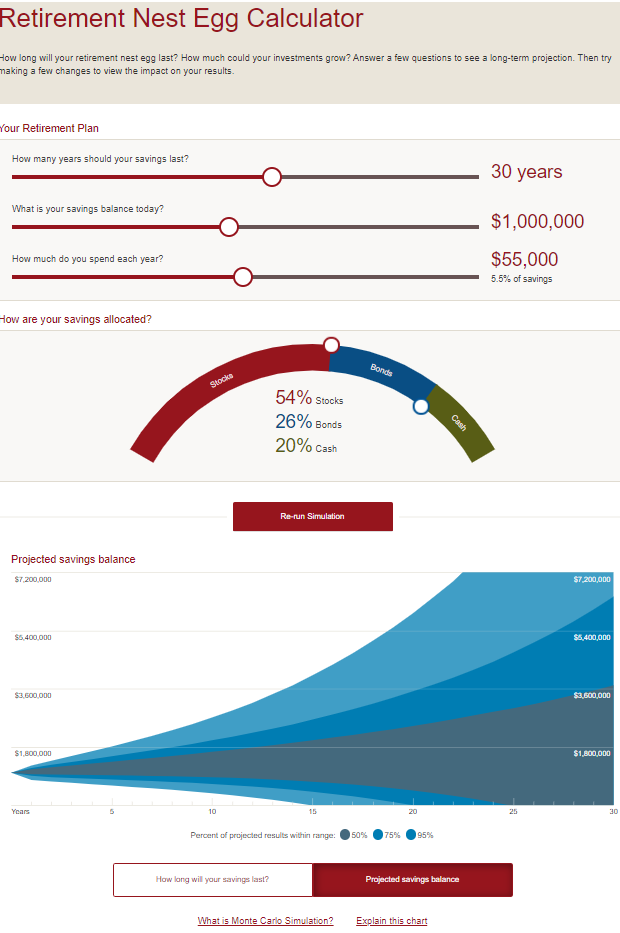 Retirement Nest Egg Calculator
How long will your retirement nest egg last? How much could your investments grow? Answer a few questions to see a long-term projection. Then try
making a few changes to view the impact on your results.
Your Retirement Plan
How many years should your savings last?
30 years
What is your savings balance today?
$1,000,000
How much do you spend each year?
$55,000
5.5% of savings
How are your savings allocated?
Stocks
Bonds
Cash
54% Stocks
26% Bonds
20% Cash
Re-run Simulation
Projected savings balance
$7,200,000 $7,200,000
$5,400,000 $5,400,000
$3,600,000 $3,600,000
$1,800,000 $1,800,000
Years 5 10 15 20 25 30
Percent of projected results within range: 50% 75% 95%
How long will your savings last? Projected savings balance
What is Monte Carlo Simulation? Explain this chart